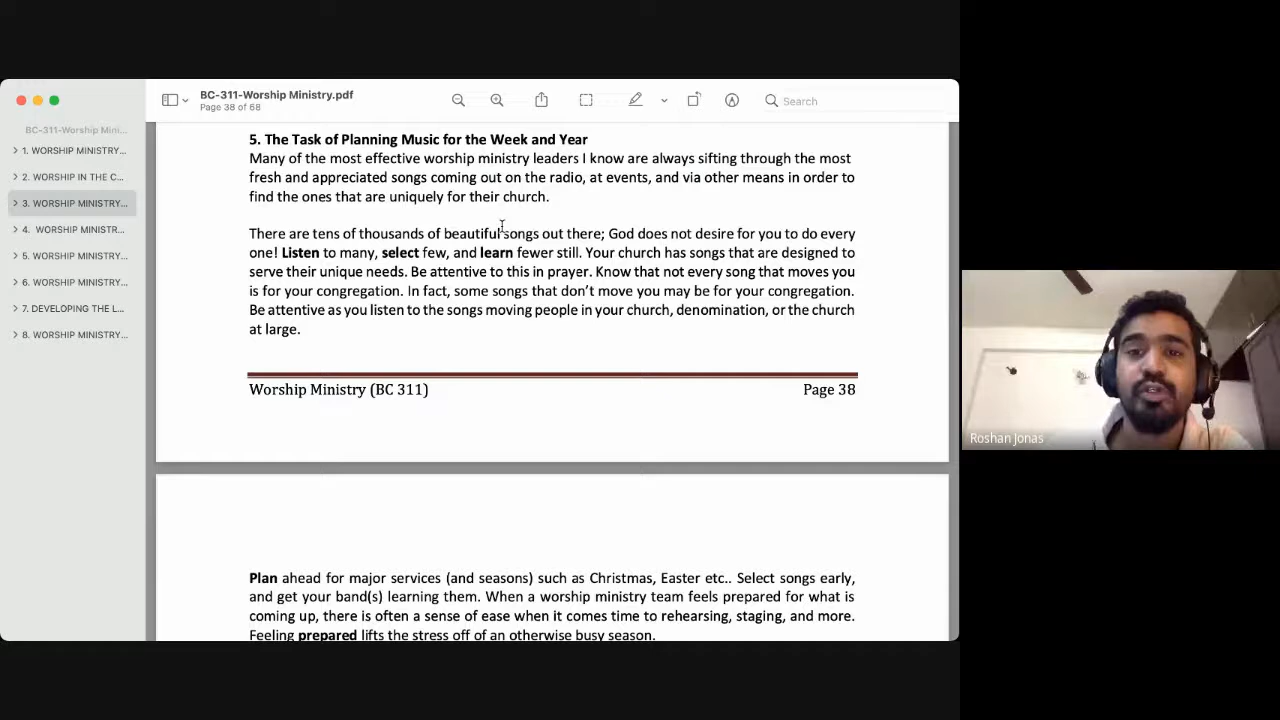 BC-311-Worship Ministry.pdf
Page 38 of 68
Search
BC-311-Worship Mini...
1. WORSHIP MINISTRY...
2. WORSHIP IN THE C...
3. WORSHIP MINISTRY...
4. WORSHIP MINISTR...
5. WORSHIP MINISTRY...
6. WORSHIP MINISTRY...
7. DEVELOPING THE L...
8. WORSHIP MINISTRY...
5. The Task of Planning Music for the Week and Year
Many of the most effective worship ministry leaders I know are always sifting through the most
fresh and appreciated songs coming out on the radio, at events, and via other means in order to
find the ones that are uniquely for their church.
There are tens of thousands of beautiful songs out there; God does not desire for you to do every
one! Listen to many, select few, and learn fewer still. Your church has songs that are designed to
serve their unique needs. Be attentive to this in prayer. Know that not every song that moves you
is for your congregation. In fact, some songs that don’t move you may be for your congregation.
Be attentive as you listen to the songs moving people in your church, denomination, or the church
at large.
Worship Ministry (BC 311) Page 38
Plan ahead for major services (and seasons) such as Christmas, Easter etc.. Select songs early,
and get your band(s) learning them. When a worship ministry team feels prepared for what is
coming up, there is often a sense of ease when it comes time to rehearsing, staging, and more.
Feeling prepared lifts the stress off of an otherwise busy season.
Roshan Jonas